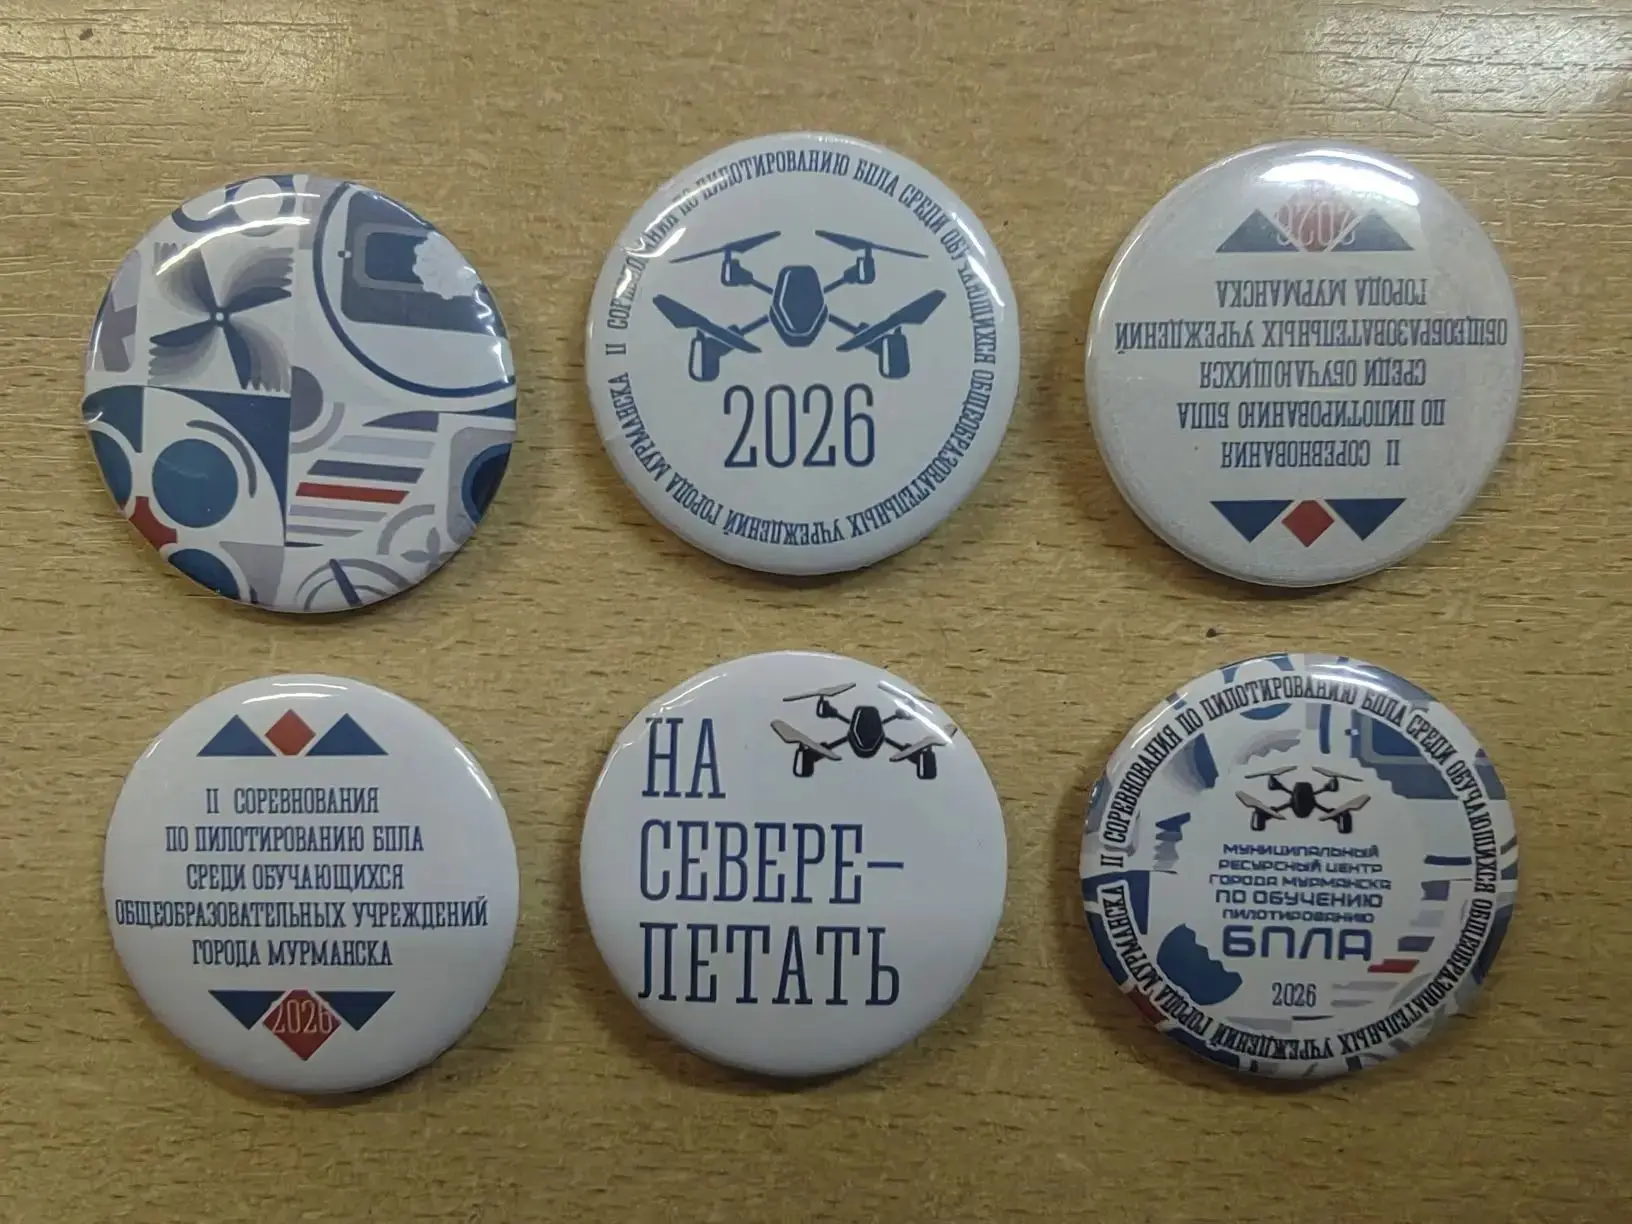 II СОРЕВНОВАНИЯ ПО ПИЛОТИРОВАНИЮ БПЛА СРЕДИ ОБУЧАЮЩИХСЯ ОБЩЕОБРАЗОВАТЕЛЬНЫХ УЧРЕЖДЕНИЙ ГОРОДА МУРМАНСКА
2026
II СОРЕВНОВАНИЯ
ПО ПИЛОТИРОВАНИЮ БПЛА
СРЕДИ ОБУЧАЮЩИХСЯ
ОБЩЕОБРАЗОВАТЕЛЬНЫХ УЧРЕЖДЕНИЙ
ГОРОДА МУРМАНСКА
2026
II СОРЕВНОВАНИЯ
ПО ПИЛОТИРОВАНИЮ БПЛА
СРЕДИ ОБУЧАЮЩИХСЯ
ОБЩЕОБРАЗОВАТЕЛЬНЫХ УЧРЕЖДЕНИЙ
ГОРОДА МУРМАНСКА
2026
НА
СЕВЕРЕ–
ЛЕТАТЬ
II СОРЕВНОВАНИЯ ПО ПИЛОТИРОВАНИЮ БПЛА СРЕДИ ОБУЧАЮЩИХСЯ ОБЩЕОБРАЗОВАТЕЛЬНЫХ УЧРЕЖДЕНИЙ ГОРОДА МУРМАНСКА
МУНИЦИПАЛЬНЫЙ
РЕСУРСНЫЙ ЦЕНТР
ГОРОДА МУРМАНСКА
ПО ОБУЧЕНИЮ
ПИЛОТИРОВАНИЮ
БПЛА
2026